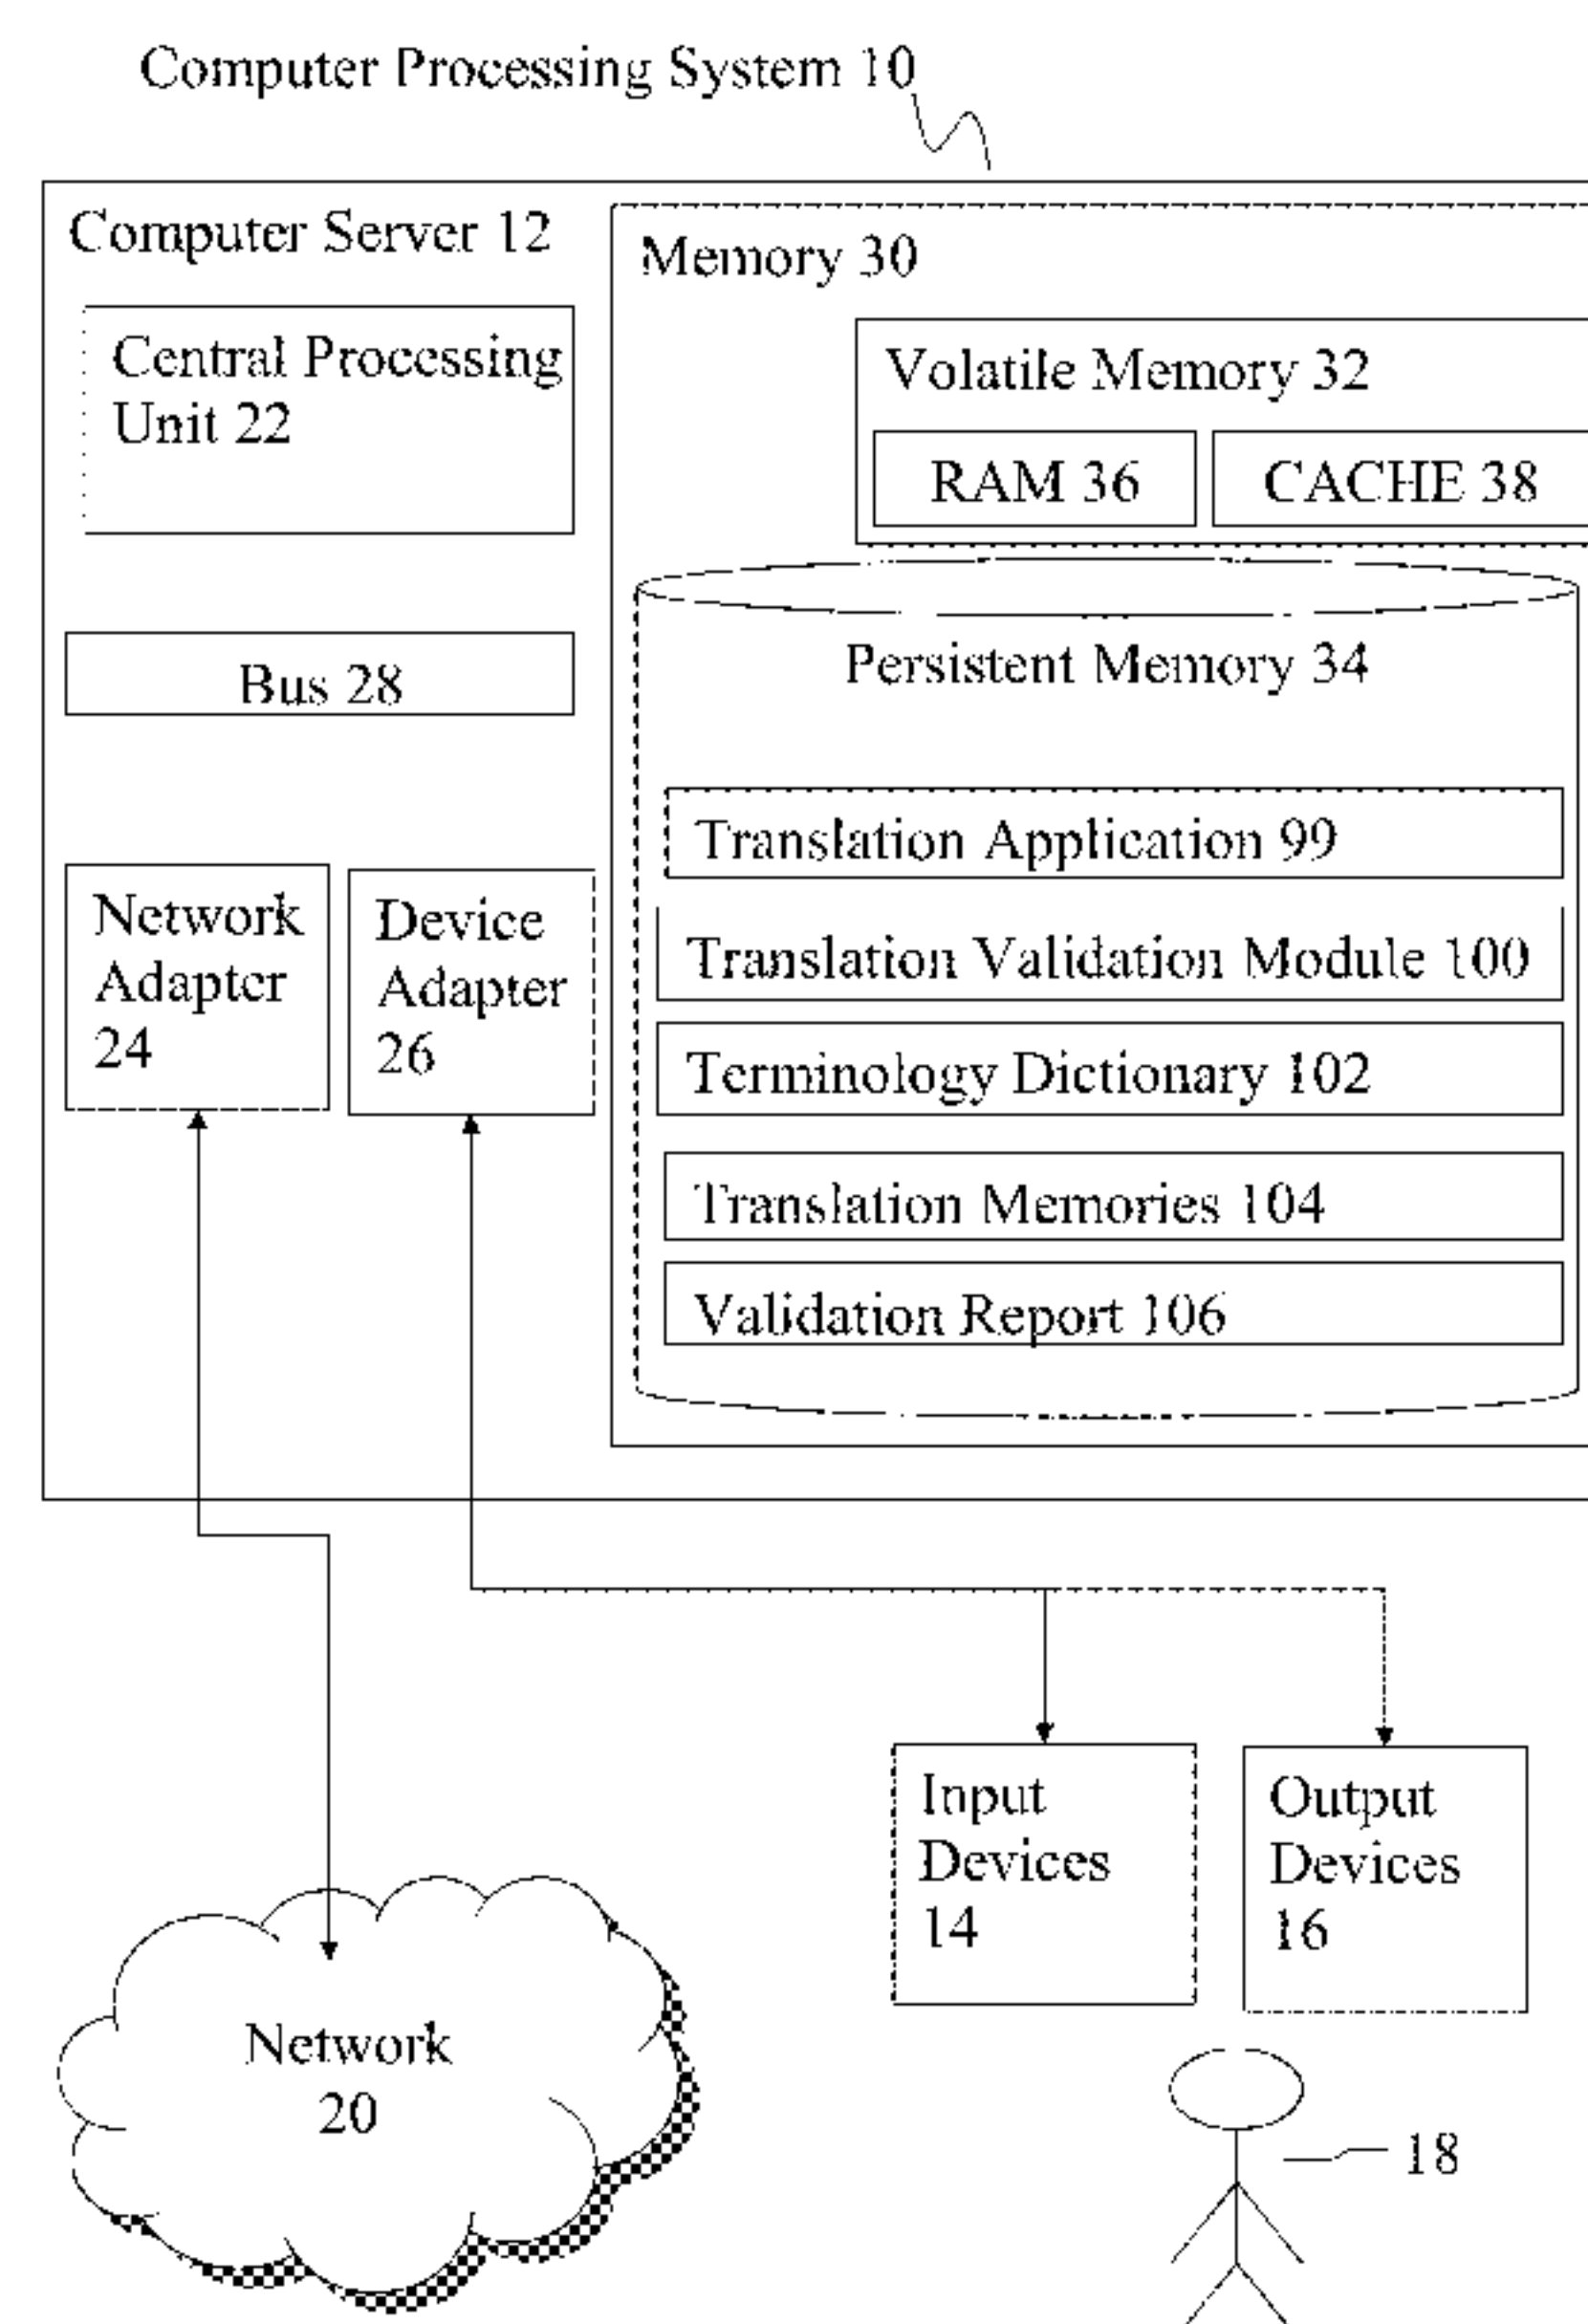 Computer Processing System 10
Computer Server 12
Central Processing
Unit 22
Bus 28
Network
Adapter
24
Device
Adapter
26
Memory 30
Volatile Memory 32
RAM 36
CACHE 38
Persistent Memory 34
Translation Application 99
Translation Validation Module 100
Terminology Dictionary 102
Translation Memories 104
Validation Report 106
Input
Devices
14
Output
Devices
16
Network
20
18